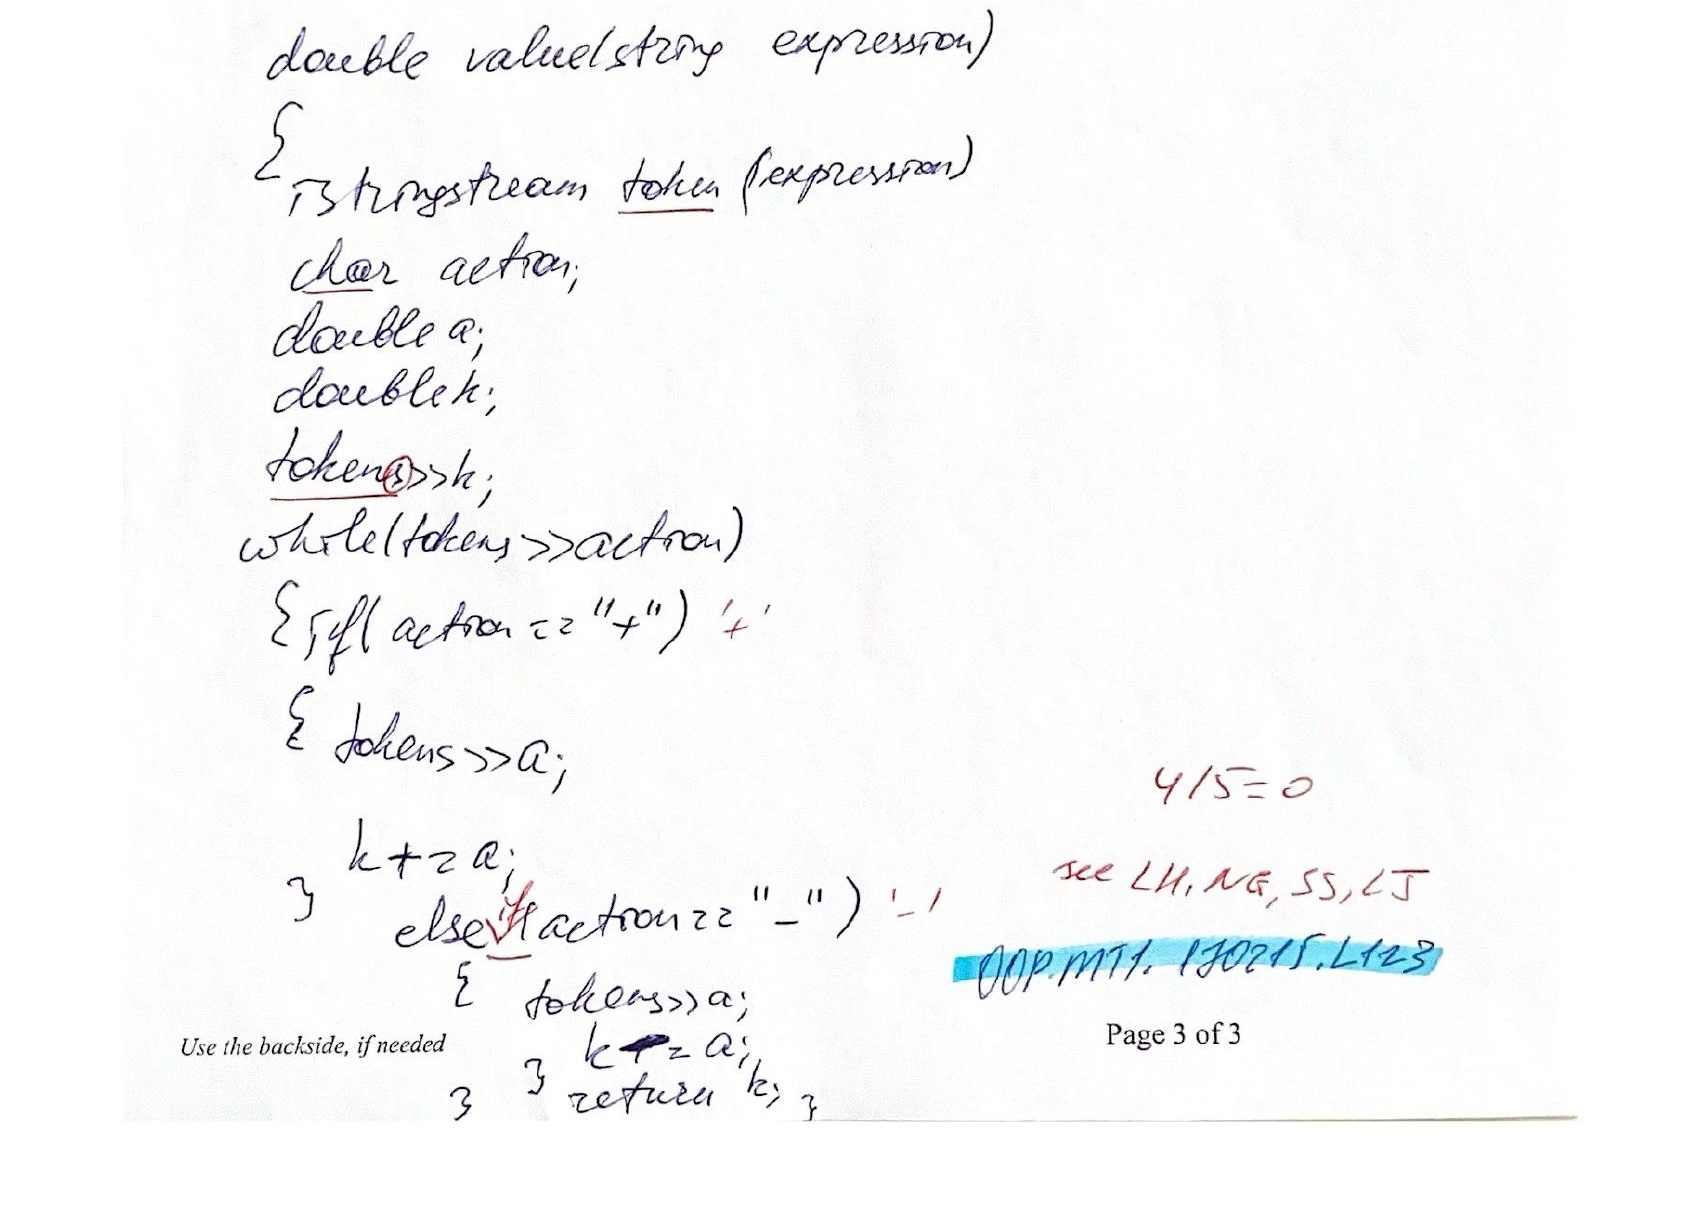 double value(string expression)
{
istringstream token (expression)
char action;
double a;
double k;
tokens>>k;
while(tokens>>action)
{ if( action == "+") '+'
{ tokens>>a;
k+=a;
}
else if(action == "-") '-'
{ tokens>>a;
k-=a;
} return k; }
}
4/5=0
see LH, NG, SS, LJ
OOP.MT1. 170215.L123
Use the backside, if needed
Page 3 of 3